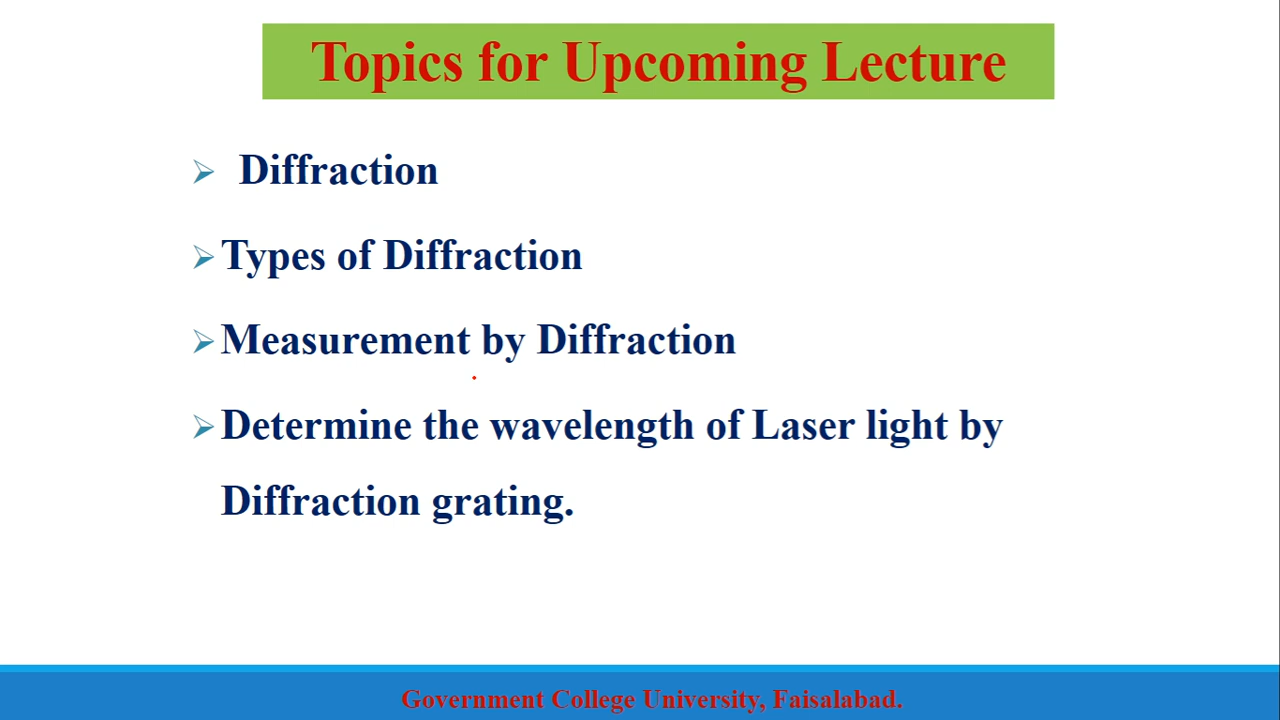 Topics for Upcoming Lecture
➢ Diffraction
➢ Types of Diffraction
➢ Measurement by Diffraction
➢ Determine the wavelength of Laser light by
Diffraction grating.
Government College University, Faisalabad.